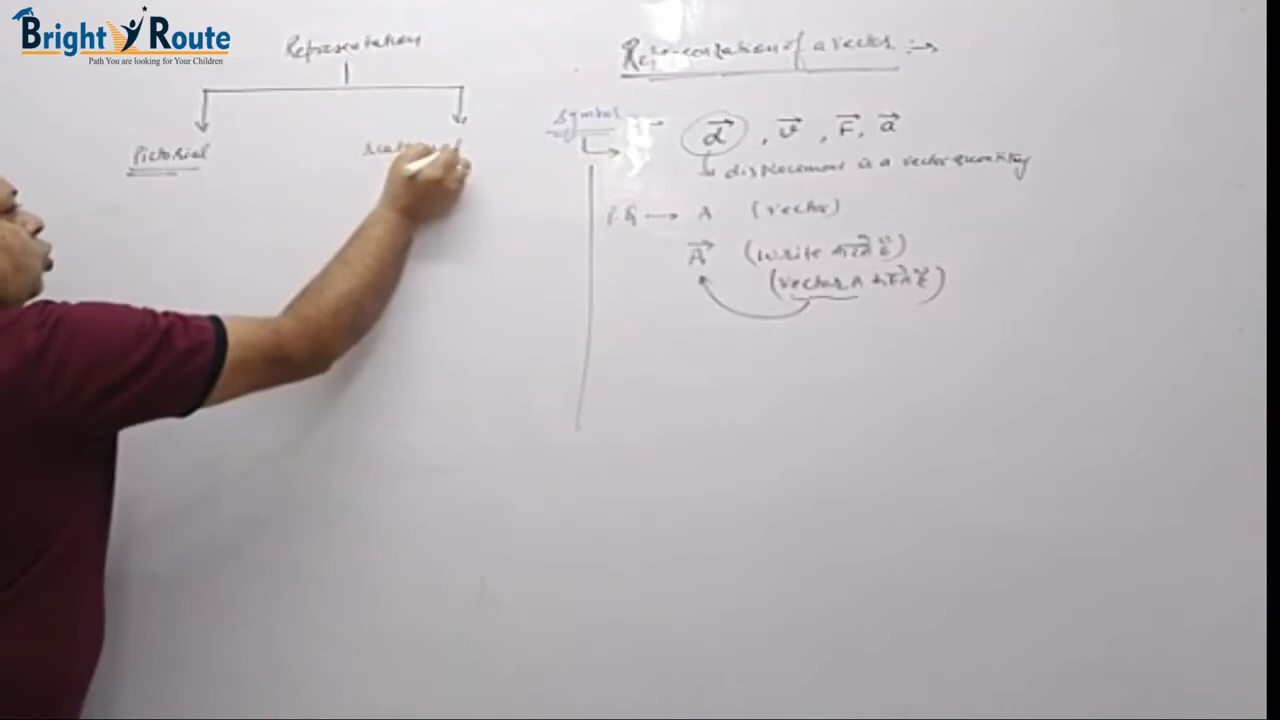 Bright Route
Path You are looking for Your Children
Representation
Pictorial
Representation of a vector :→
Symbol
d⃗ , v⃗ , F⃗, a⃗
displacement is a vector quantity
→ A (vector)
A⃗ (write करते हैं)
(vector A कहते हैं)